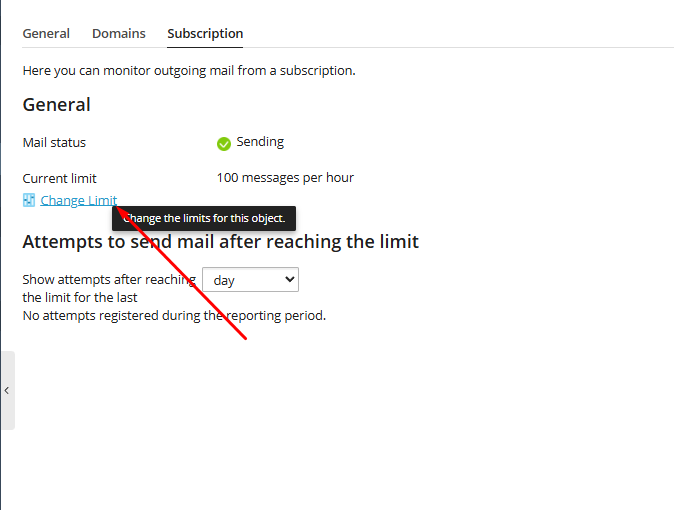 General Domains Subscription
Here you can monitor outgoing mail from a subscription.
General
Mail status Sending
Current limit 100 messages per hour
Change Limit
Change the limits for this object.
Attempts to send mail after reaching the limit
Show attempts after reaching day
the limit for the last
No attempts registered during the reporting period.